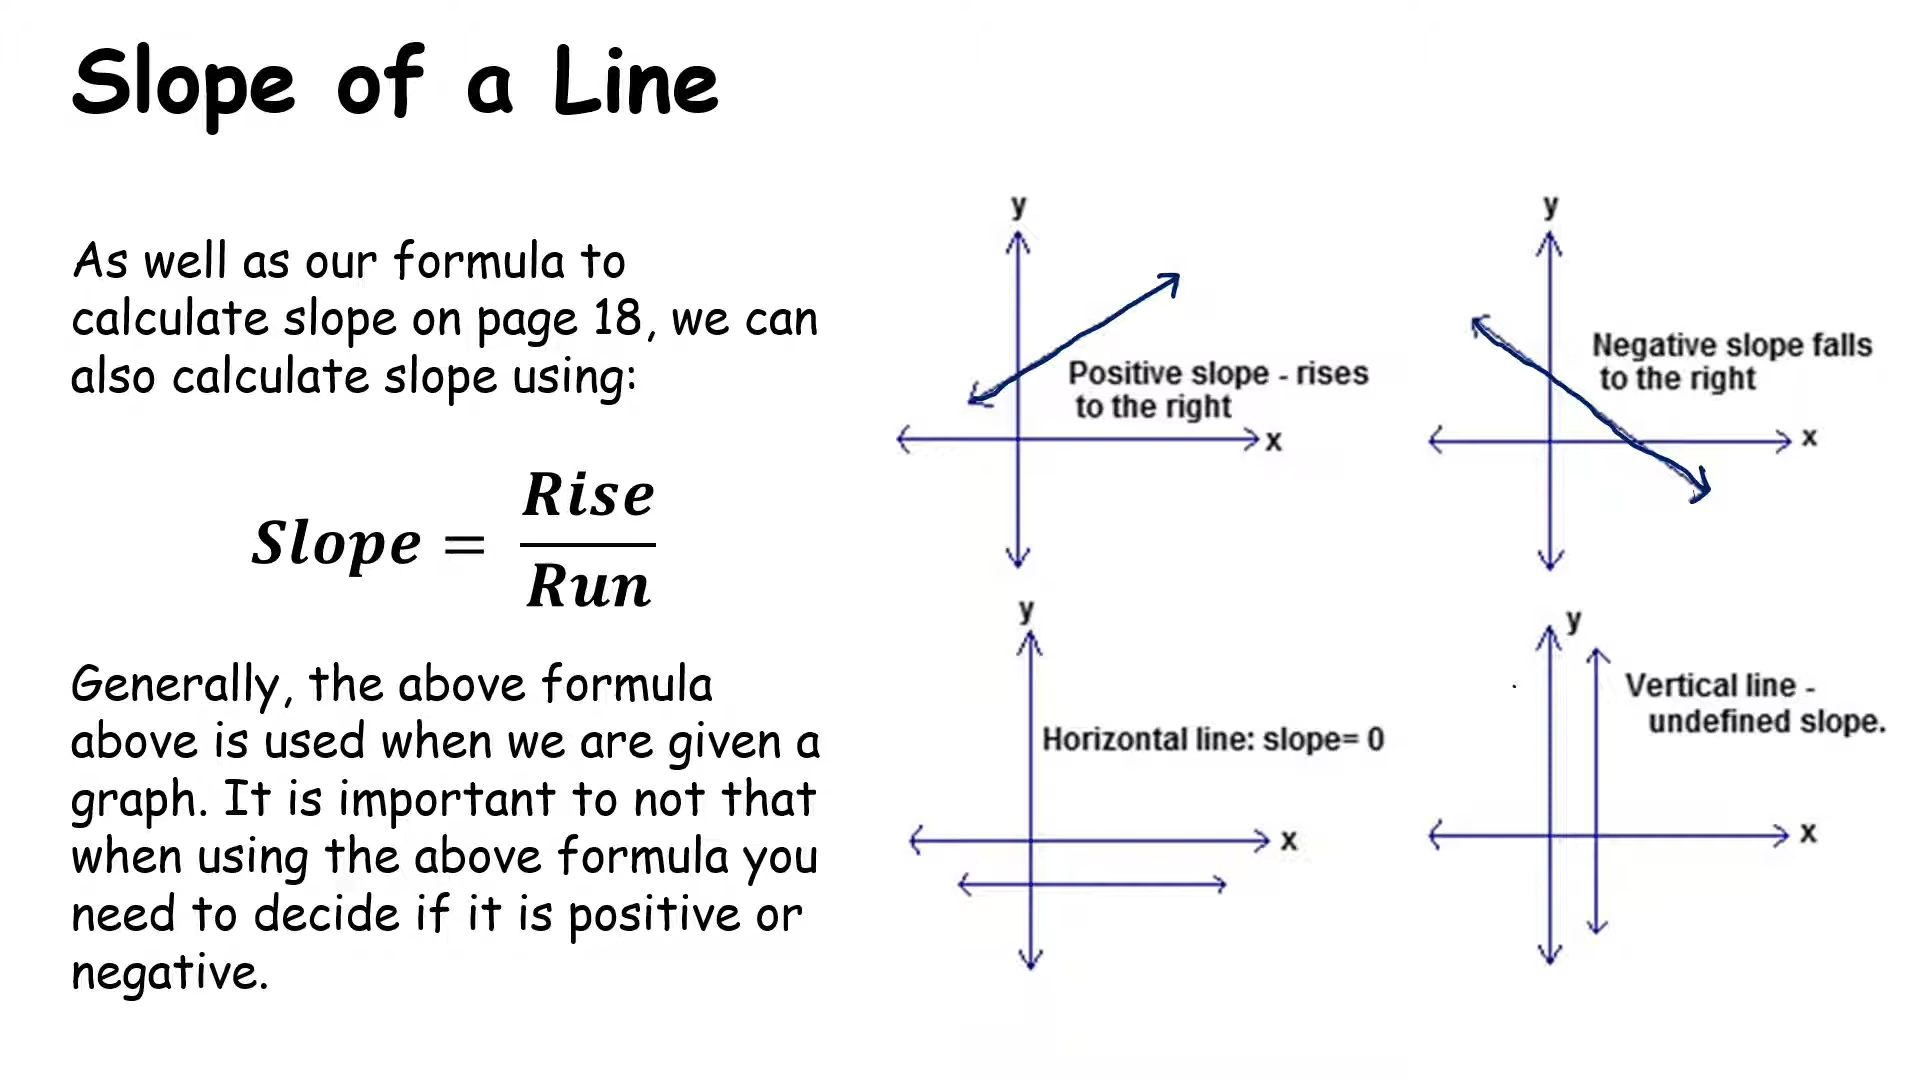 Slope of a Line
As well as our formula to
calculate slope on page 18, we can
also calculate slope using:
Slope = Rise
Run
Generally, the above formula
above is used when we are given a
graph. It is important to not that
when using the above formula you
need to decide if it is positive or
negative.
y
Positive slope - rises
to the right
x
y
Negative slope falls
to the right
x
y
Horizontal line: slope= 0
x
y
Vertical line -
undefined slope.
x